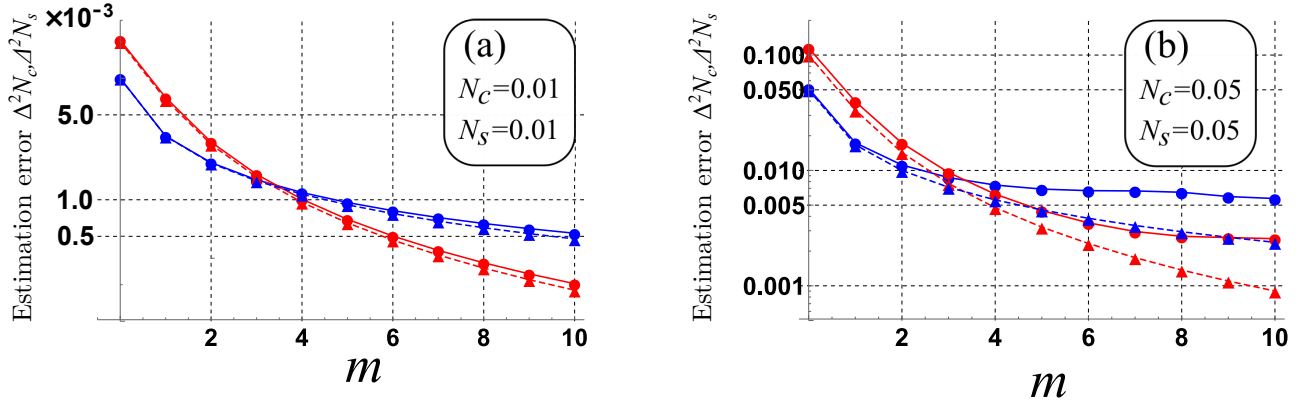 ×10⁻³
5.0
1.0
0.5
Estimation error Δ²N_c,Δ²N_s
(a)
N_c=0.01
N_s=0.01
2 4 6 8 10
m
0.100
0.050
0.010
0.005
0.001
Estimation error Δ²N_c,Δ²N_s
(b)
N_c=0.05
N_s=0.05
2 4 6 8 10
m